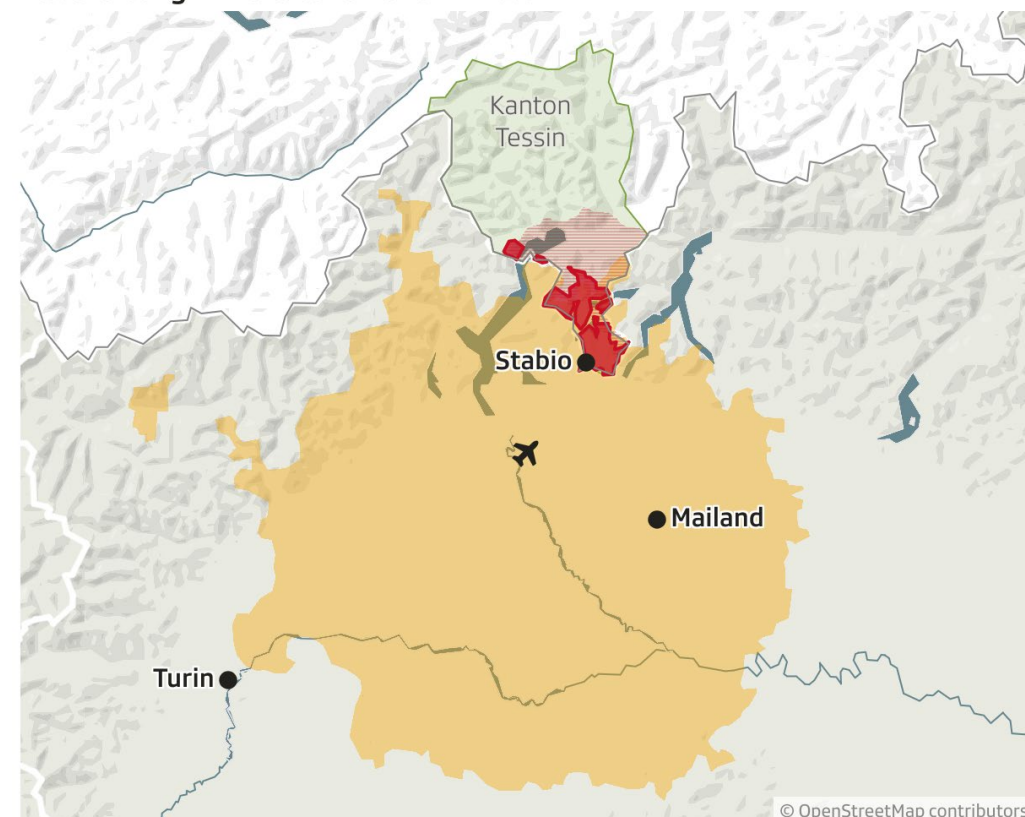 Kanton
Tessin
Stabio
Mailand
Turin
© OpenStreetMap contributors